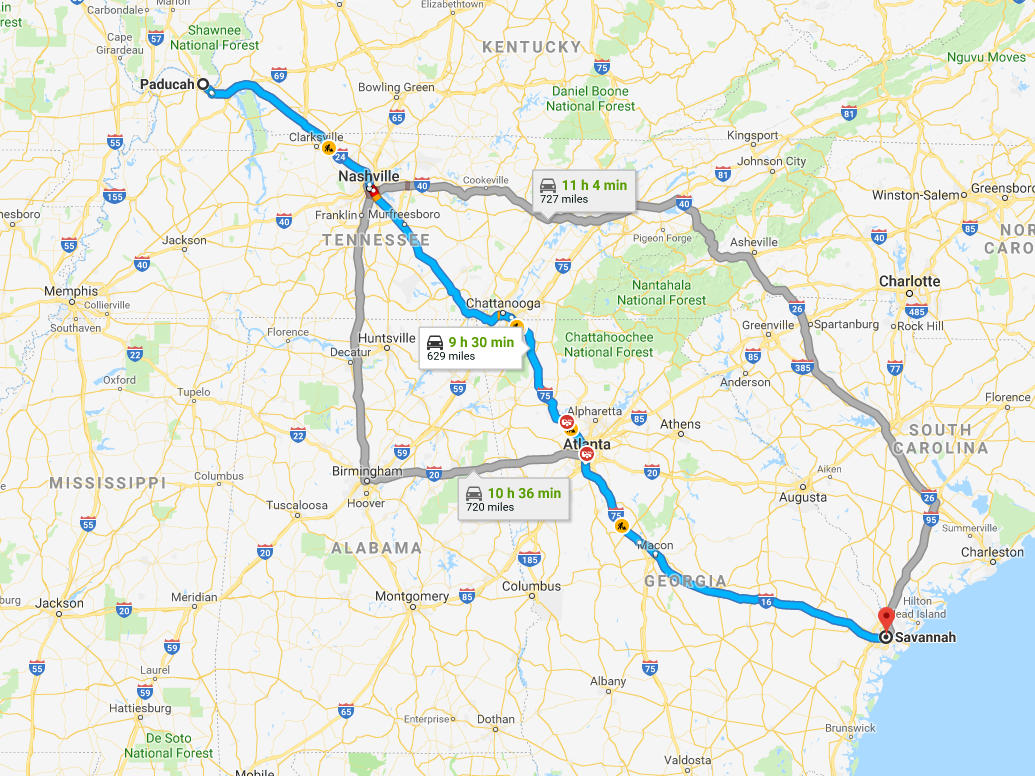 Carbondale
Elizabethtown
in
rest
Shawnee
National Forest
57
Cape
Girardeau
KENTUCKY
Nguvu Moves
75
69
Paducah
Bowling Green
Daniel Boone
National Forest
65
81
Kingsport
55
Clarksville
24
Johnson City
81
Nashville
40
Cookeville
11 h 4 min
727 miles
155
Winston-Salem
Greensboro
nesboro
Franklin
Murfreesboro
40
40
85
TENNESSEE
Pigeon Forge
40
NOR
CARO
55
Jackson
Asheville
40
75
Memphis
Collierville
Southaven
Nantahala
National Forest
Charlotte
Chattanooga
26
485
Florence
Huntsville
Greenville
Spartanburg
Rock Hill
Chattahoochee
National Forest
9 h 30 min
629 miles
22
Decatur
85
385
77
Oxford
59
Anderson
Tupelo
75
Florence
Alpharetta
85
Athens
22
Atlanta
SOUTH
CAROLINA
59
Birmingham
20
20
Aiken
MISSISSIPPI
Columbus
Hoover
10 h 36 min
720 miles
Augusta
26
Tuscaloosa
75
95
55
Summerville
ALABAMA
Macon
Charleston
20
185
GEORGIA
Columbus
85
burg
Jackson
20
Meridian
Montgomery
16
Hilton
ead Island
Savannah
59
55
Laurel
75
59
Albany
Hattiesburg
65
Enterprise
Dothan
Brunswick
De Soto
National Forest
Valdosta
Mobile